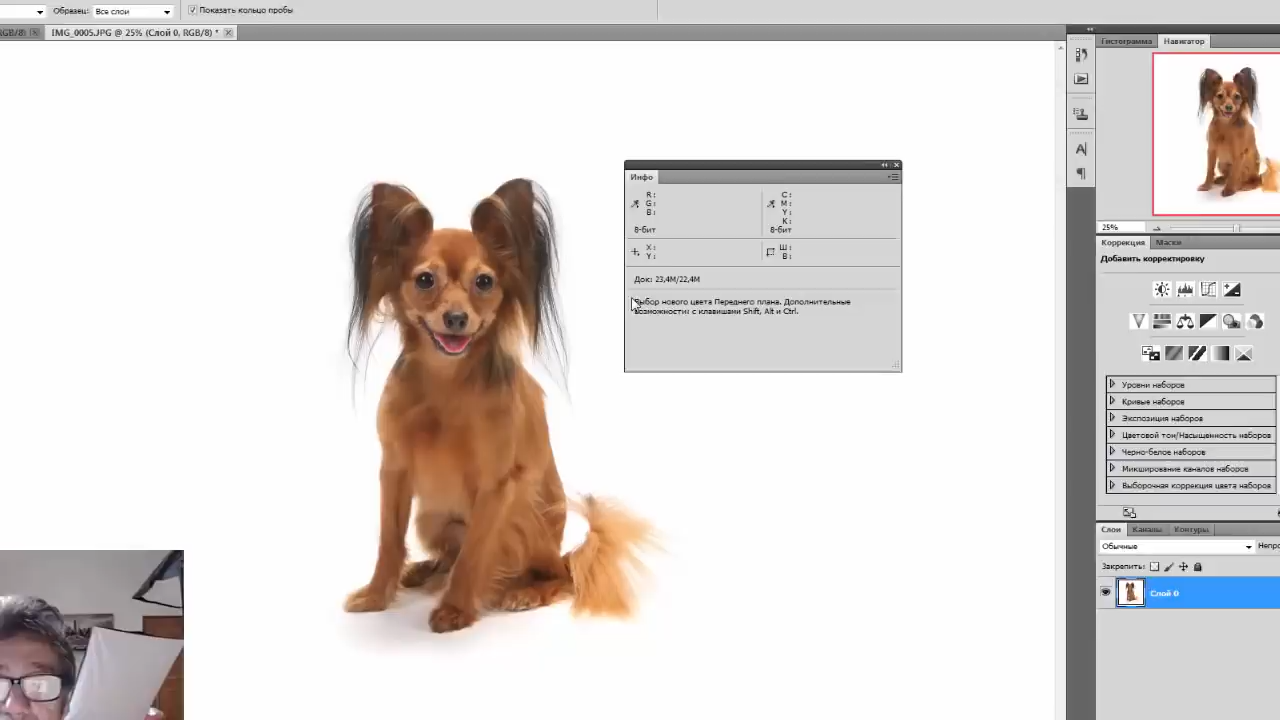 Образец: Все слои Показать кольцо пробы
RGB/8) IMG_0005.JPG @ 25% (Слой 0, RGB/8) *
Гистограмма Навигатор
25%
Инфо
R: C:
G: M:
B: Y:
K:
8-бит 8-бит
X: Ш:
Y: В:
Док: 23,4M/22,4M
Выбор нового цвета Переднего плана. Дополнительные
возможности: с клавишами Shift, Alt и Ctrl.
Коррекция Маски
Добавить корректировку
Уровни наборов
Кривые наборов
Экспозиция наборов
Цветовой тон/Насыщенность наборов
Черно-белое наборов
Микширование каналов наборов
Выборочная коррекция цвета наборов
Слои Каналы Контуры
Обычные Непро
Закрепить:
Слой 0